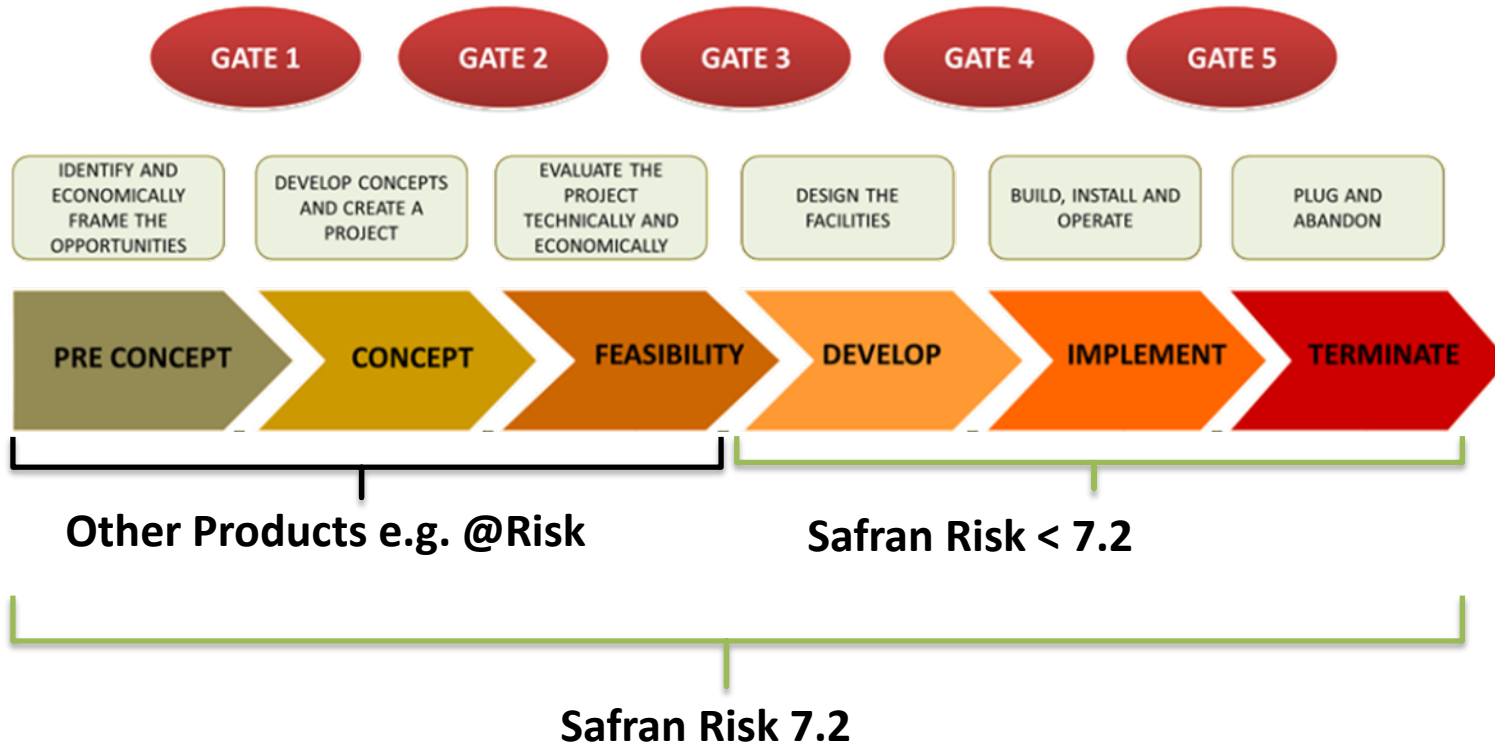 GATE 1
GATE 2
GATE 3
GATE 4
GATE 5
IDENTIFY AND
ECONOMICALLY
FRAME THE
OPPORTUNITIES
DEVELOP CONCEPTS
AND CREATE A
PROJECT
EVALUATE THE
PROJECT
TECHNICALLY AND
ECONOMICALLY
DESIGN THE
FACILITIES
BUILD, INSTALL AND
OPERATE
PLUG AND
ABANDON
PRE CONCEPT
CONCEPT
FEASIBILITY
DEVELOP
IMPLEMENT
TERMINATE
Other Products e.g. @Risk
Safran Risk < 7.2
Safran Risk 7.2